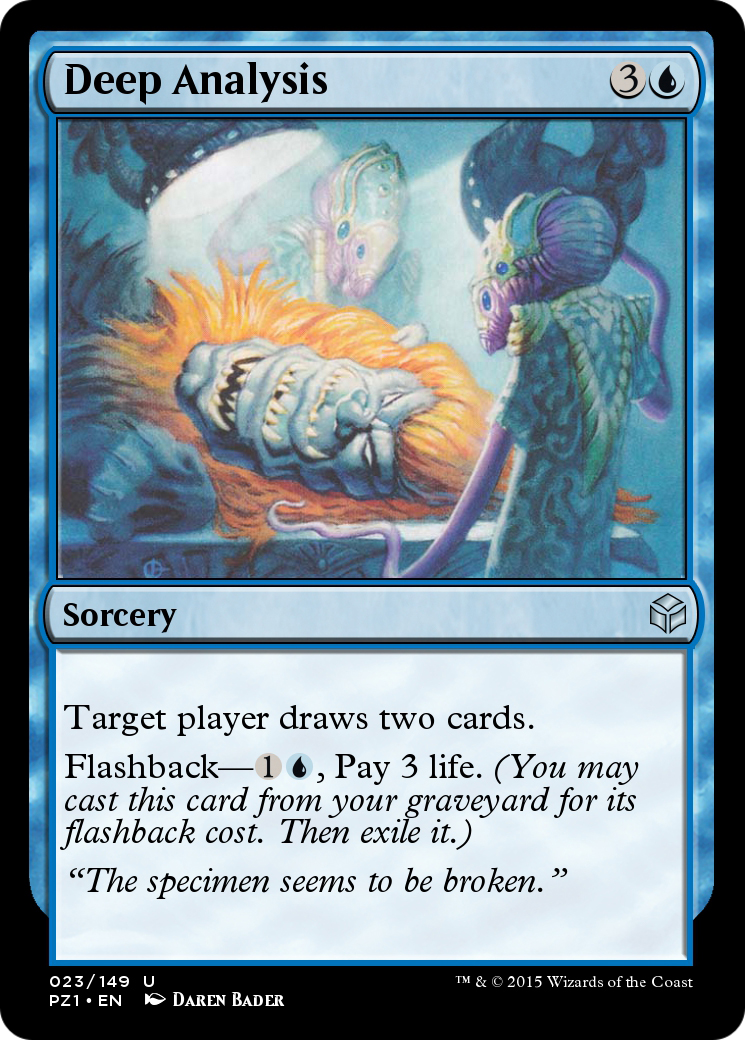 Deep Analysis 3
Sorcery
Target player draws two cards.
Flashback—1 , Pay 3 life. (You may
cast this card from your graveyard for its
flashback cost. Then exile it.)
“The specimen seems to be broken.”
023/149 U
PZ1 • EN DAREN BADER
™ & © 2015 Wizards of the Coast